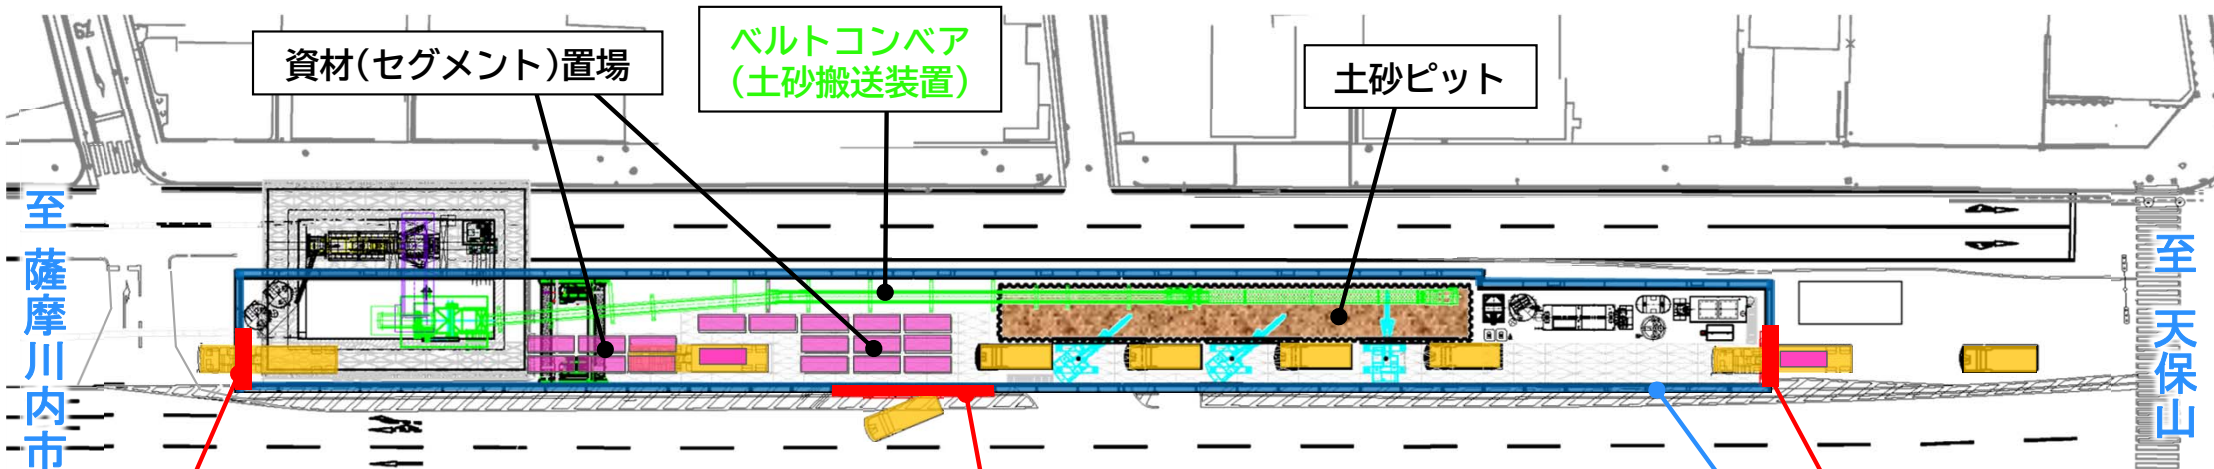 資材(セグメント)置場
ベルトコンベア
(土砂搬送装置)
土砂ピット
至 薩摩川内市
至 天保山